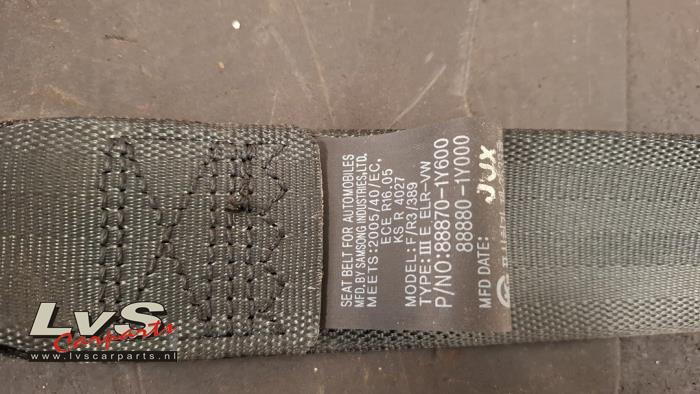 SEAT BELT FOR AUTOMOBILES
MFD.BY SAMSONG INDUSTRIES,LTD.
MEETS:2005/40/EC,
ECE R16.05
KS R 4027
MODEL:F/R3/389
TYPE:III E ELR-VW
P/NO:88870-1Y600
88880-1Y000
MFD DATE:
LvS
Carparts
www.lvscarparts.nl